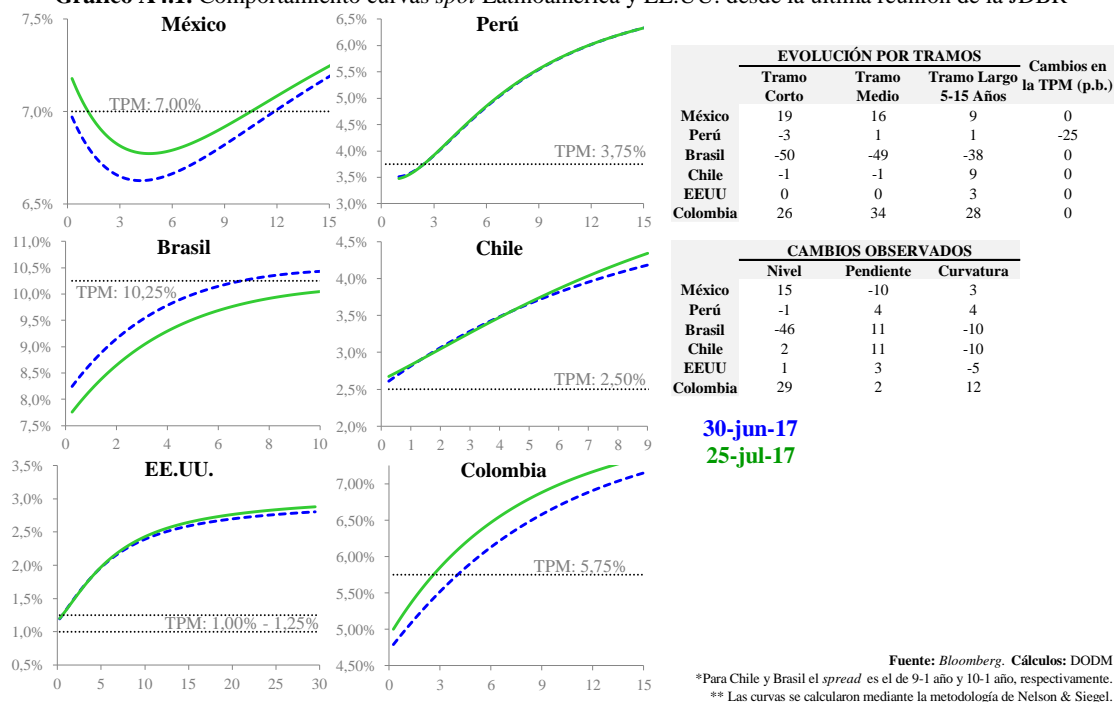 Gráfico A4.1. Comportamiento curvas spot Latinoamérica y EE.UU. desde la última reunión de la JDBR
México
7,5%
7,0%
6,5%
TPM: 7,00%
0 3 6 9 12 15
Perú
6,5%
6,0%
5,5%
5,0%
4,5%
4,0%
3,5%
3,0%
TPM: 3,75%
0 3 6 9 12 15
EVOLUCIÓN POR TRAMOS
Tramo Corto Tramo Medio Tramo Largo 5-15 Años Cambios en la TPM (p.b.)
México 19 16 9 0
Perú -3 1 1 -25
Brasil -50 -49 -38 0
Chile -1 -1 9 0
EEUU 0 0 3 0
Colombia 26 34 28 0
Brasil
11,0%
10,5%
10,0%
9,5%
9,0%
8,5%
8,0%
7,5%
TPM: 10,25%
0 2 4 6 8 10
Chile
4,5%
4,0%
3,5%
3,0%
2,5%
2,0%
TPM: 2,50%
0 1 2 3 4 5 6 7 8 9
CAMBIOS OBSERVADOS
Nivel Pendiente Curvatura
México 15 -10 3
Perú -1 4 4
Brasil -46 11 -10
Chile 2 11 -10
EEUU 1 3 -5
Colombia 29 2 12
30-jun-17
25-jul-17
EE.UU.
3,5%
3,0%
2,5%
2,0%
1,5%
1,0%
0,5%
TPM: 1,00% - 1,25%
0 5 10 15 20 25 30
Colombia
7,00%
6,50%
6,00%
5,50%
5,00%
4,50%
TPM: 5,75%
0 3 6 9 12 15
Fuente: Bloomberg. Cálculos: DODM
*Para Chile y Brasil el spread es el de 9-1 año y 10-1 año, respectivamente.
** Las curvas se calcularon mediante la metodología de Nelson & Siegel.